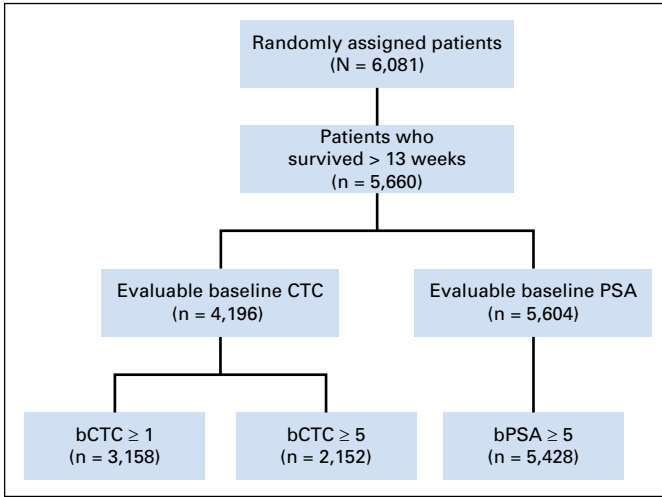 Randomly assigned patients
(N = 6,081)
Patients who
survived > 13 weeks
(n = 5,660)
Evaluable baseline CTC
(n = 4,196)
Evaluable baseline PSA
(n = 5,604)
bCTC ≥ 1
(n = 3,158)
bCTC ≥ 5
(n = 2,152)
bPSA ≥ 5
(n = 5,428)